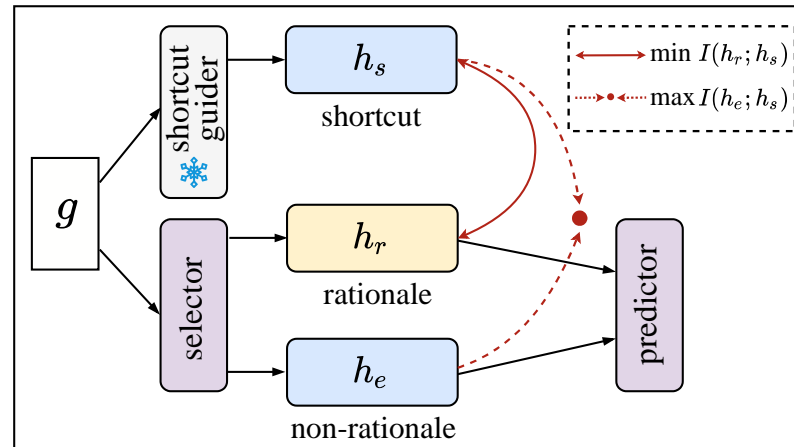 g
shortcut
guider
h_s
shortcut
selector
h_r
rationale
h_e
non-rationale
predictor
min I(h_r; h_s)
max I(h_e; h_s)